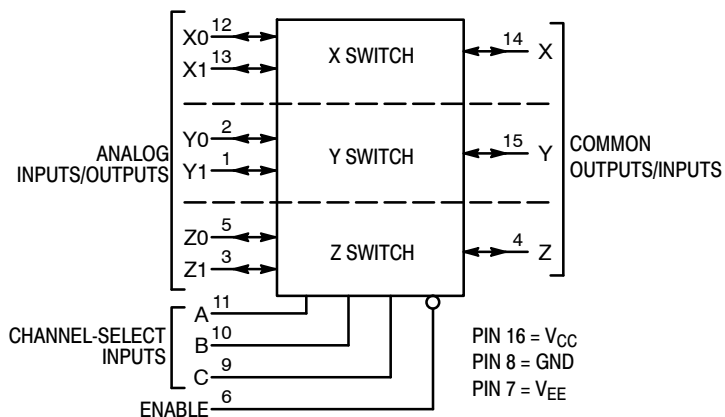 X0 12
X1 13
X SWITCH
14 X
Y0 2
Y1 1
Y SWITCH
15 Y
ANALOG
INPUTS/OUTPUTS
COMMON
OUTPUTS/INPUTS
Z0 5
Z1 3
Z SWITCH
4 Z
CHANNEL-SELECT
INPUTS
A 11
B 10
C 9
ENABLE 6
PIN 16 = VCC
PIN 8 = GND
PIN 7 = VEE